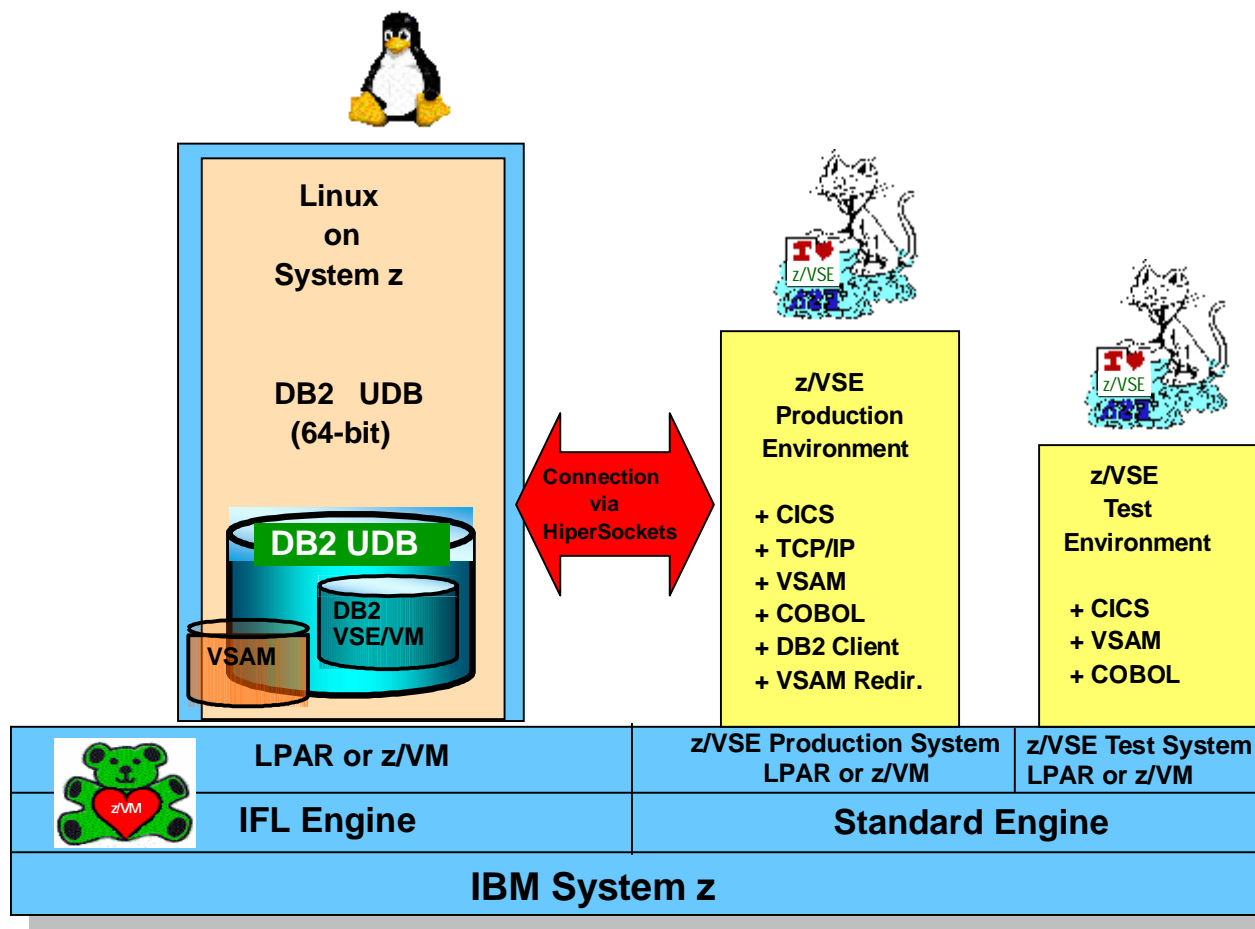 Linux
on
System z
DB2 UDB
(64-bit)
DB2 UDB
DB2
VSE/VM
VSAM
Connection
via
HiperSockets
I ♥
z/VSE
z/VSE
Production
Environment
+ CICS
+ TCP/IP
+ VSAM
+ COBOL
+ DB2 Client
+ VSAM Redir.
I ♥
z/VSE
z/VSE
Test
Environment
+ CICS
+ VSAM
+ COBOL
z/VM
LPAR or z/VM
z/VSE Production System
LPAR or z/VM
z/VSE Test System
LPAR or z/VM
IFL Engine
Standard Engine
IBM System z